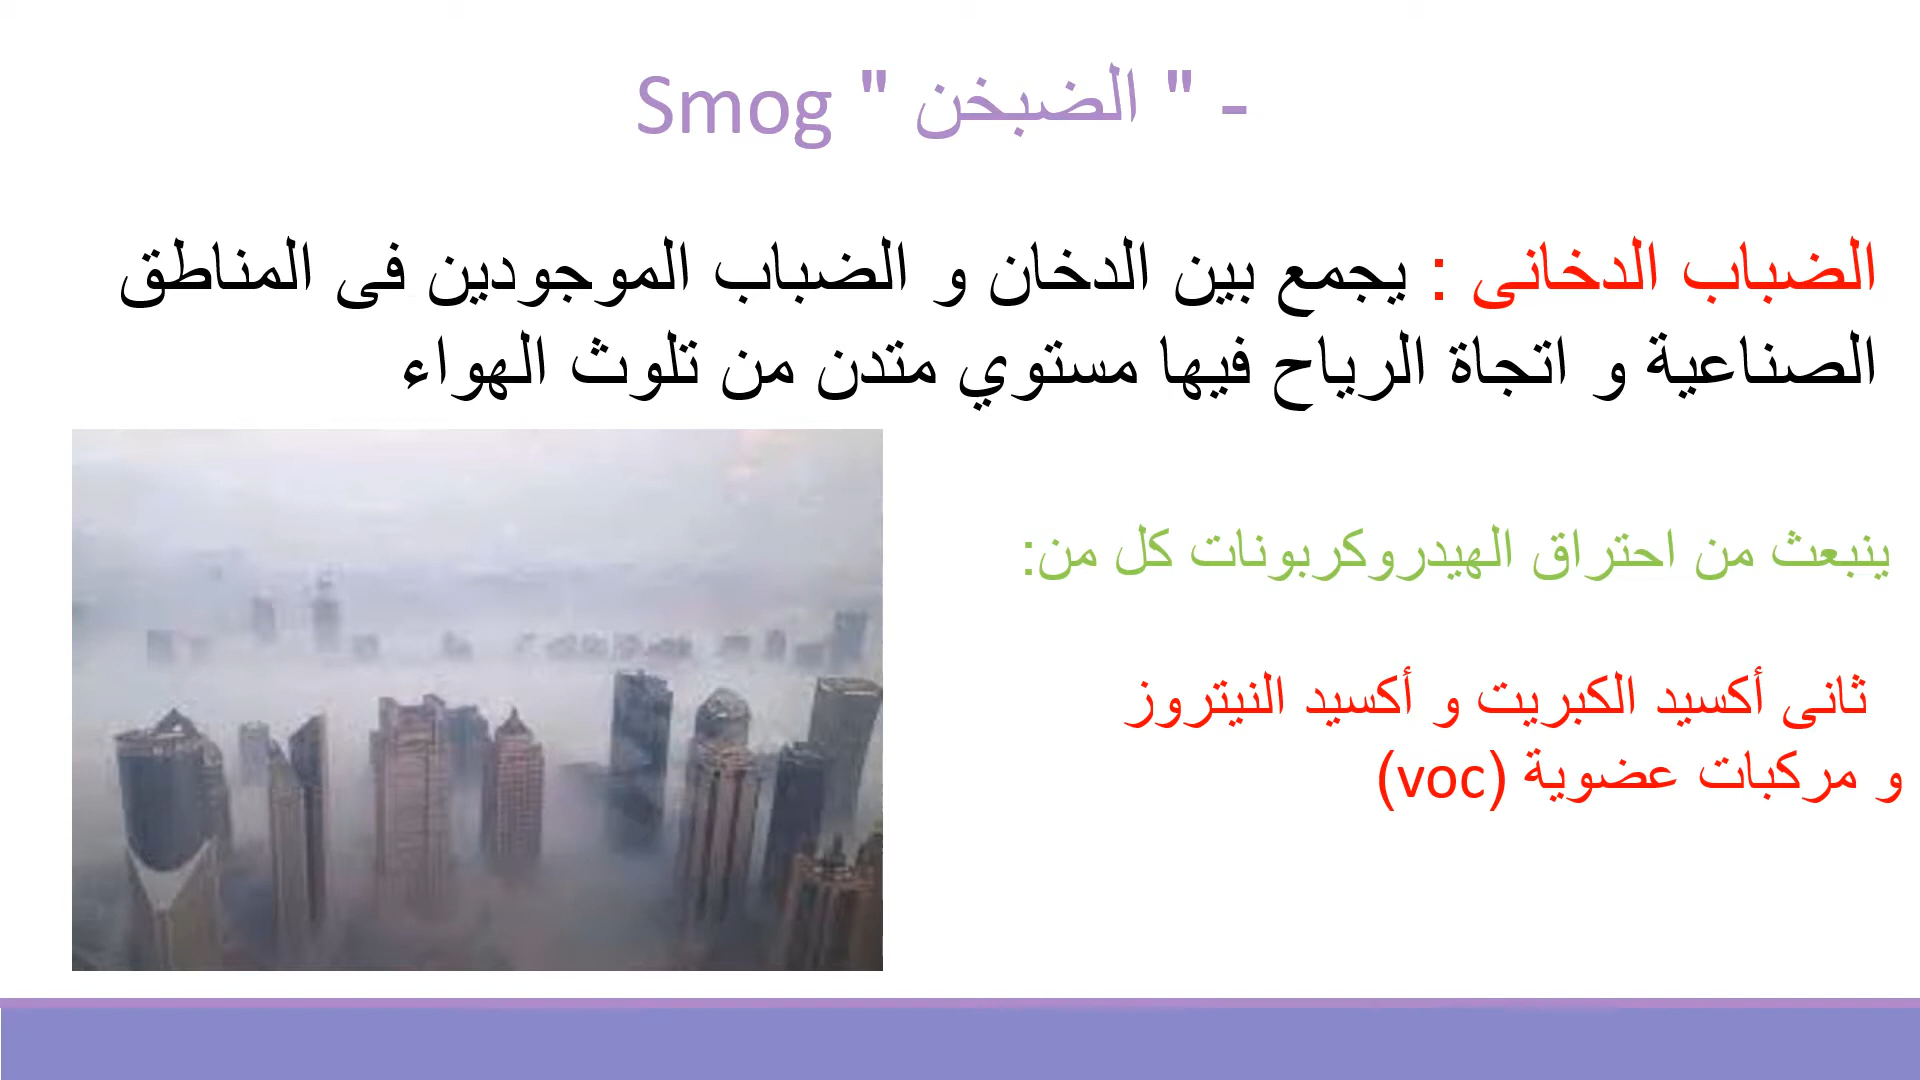 - " الضبخن " Smog
الضباب الدخانى : يجمع بين الدخان و الضباب الموجودين فى المناطق
الصناعية و اتجاة الرياح فيها مستوي متدن من تلوث الهواء
ينبعث من احتراق الهيدروكربونات كل من:
ثانى أكسيد الكبريت و أكسيد النيتروز
و مركبات عضوية (voc)